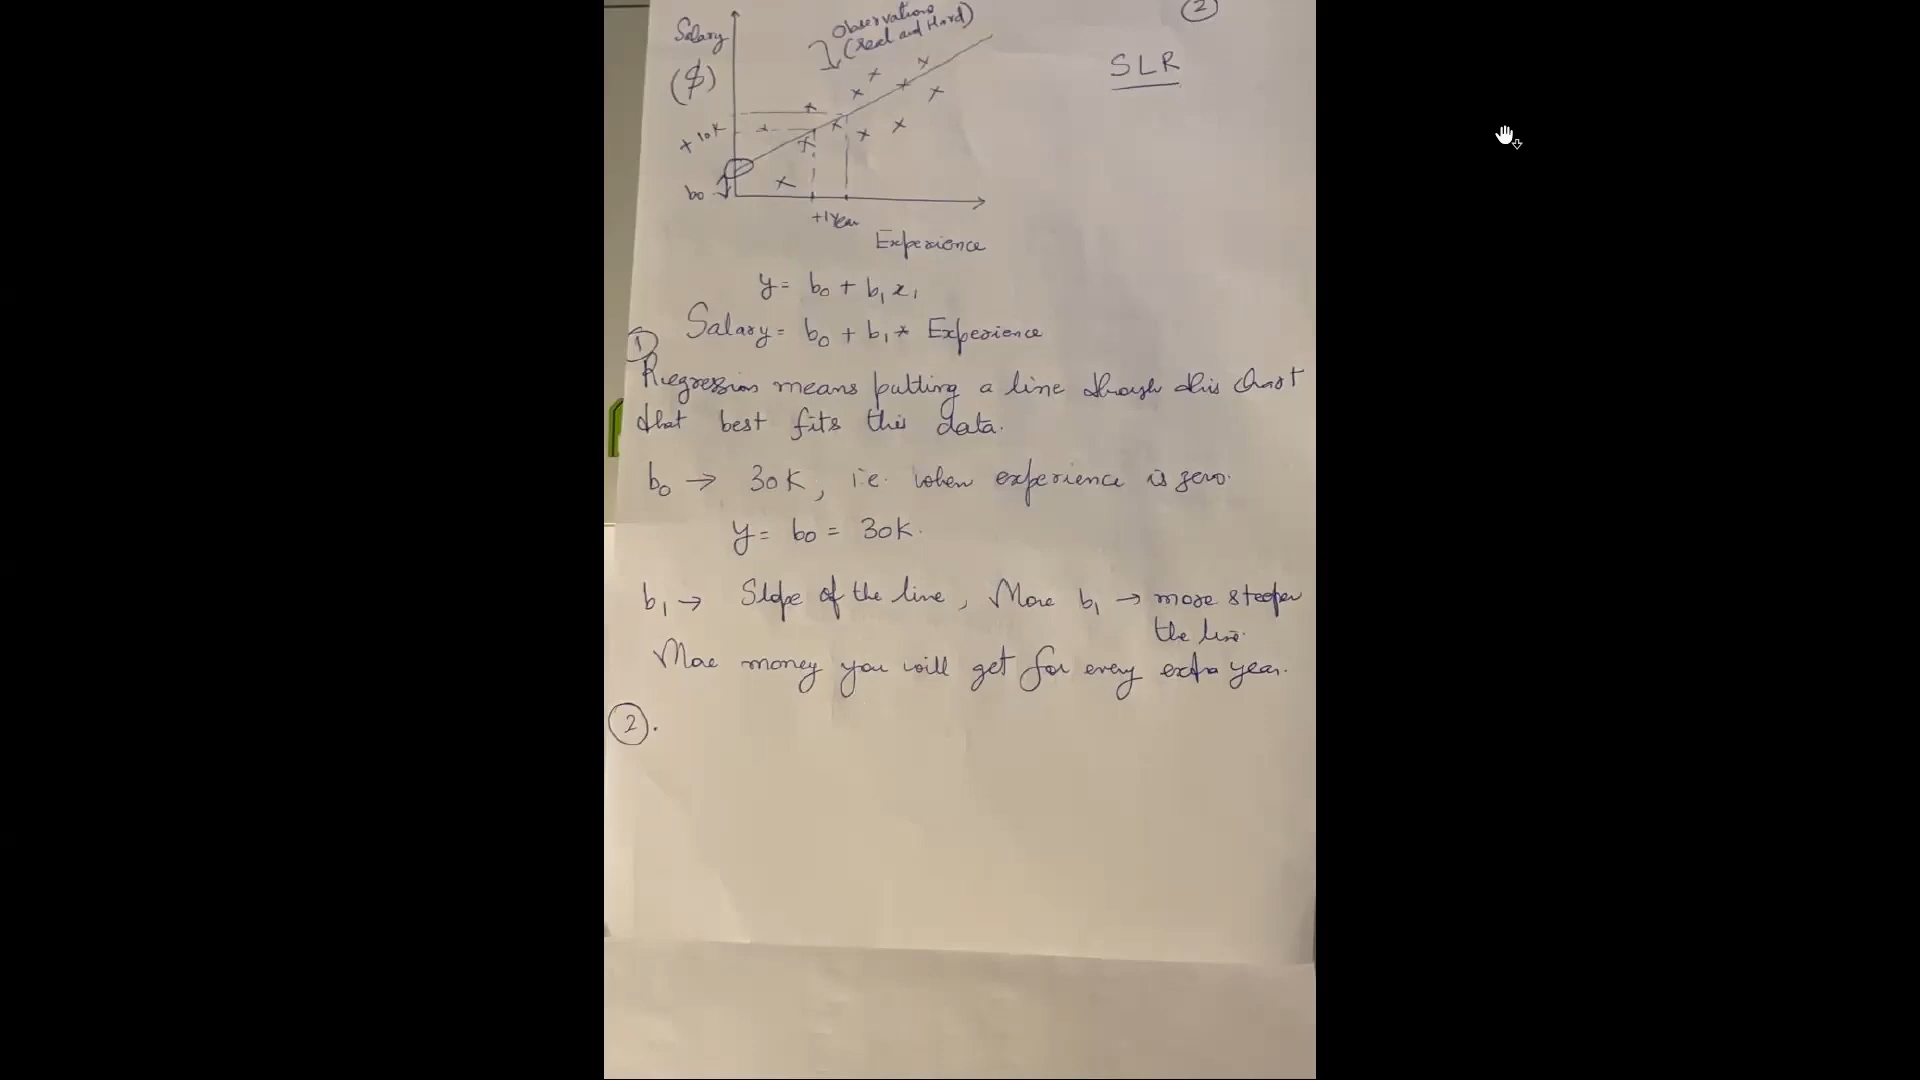 ②
Salary
($)
Observations
(Real and Hard)
SLR
+10K
b₀
+1 Year
Experience
y = b₀ + b₁ x₁
Salary = b₀ + b₁ * Experience
①
Regression means putting a line through this Chart
that best fits this data.
b₀ → 30K, i.e. when experience is zero.
y = b₀ = 30K.
b₁ → Slope of the line, More b₁ → more steeper
the line.
More money you will get for every extra year.
②.